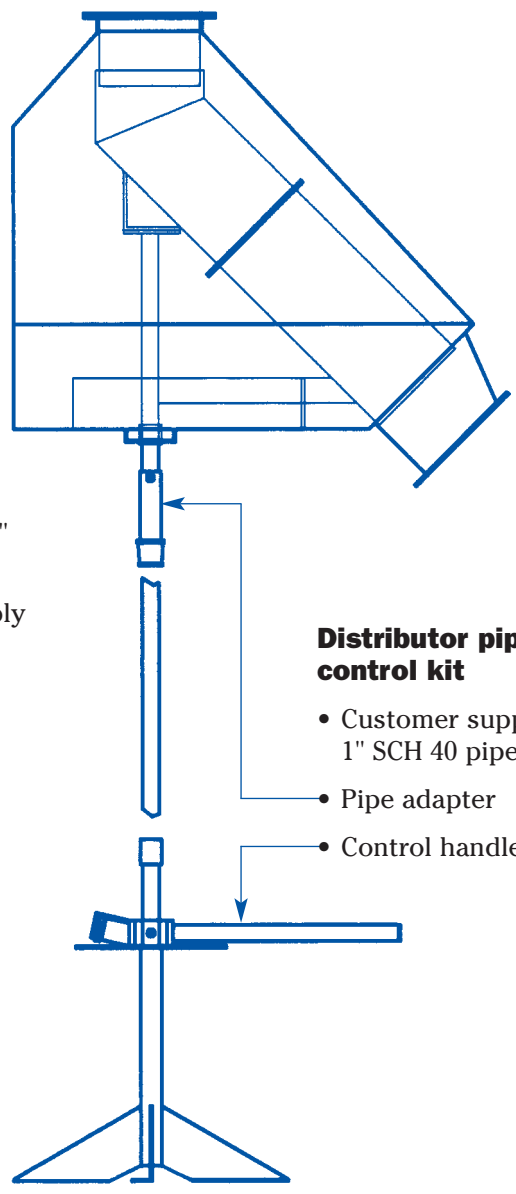 "
Distributor pip
control kit
• Customer supp
1" SCH 40 pipe
• Pipe adapter
• Control handle